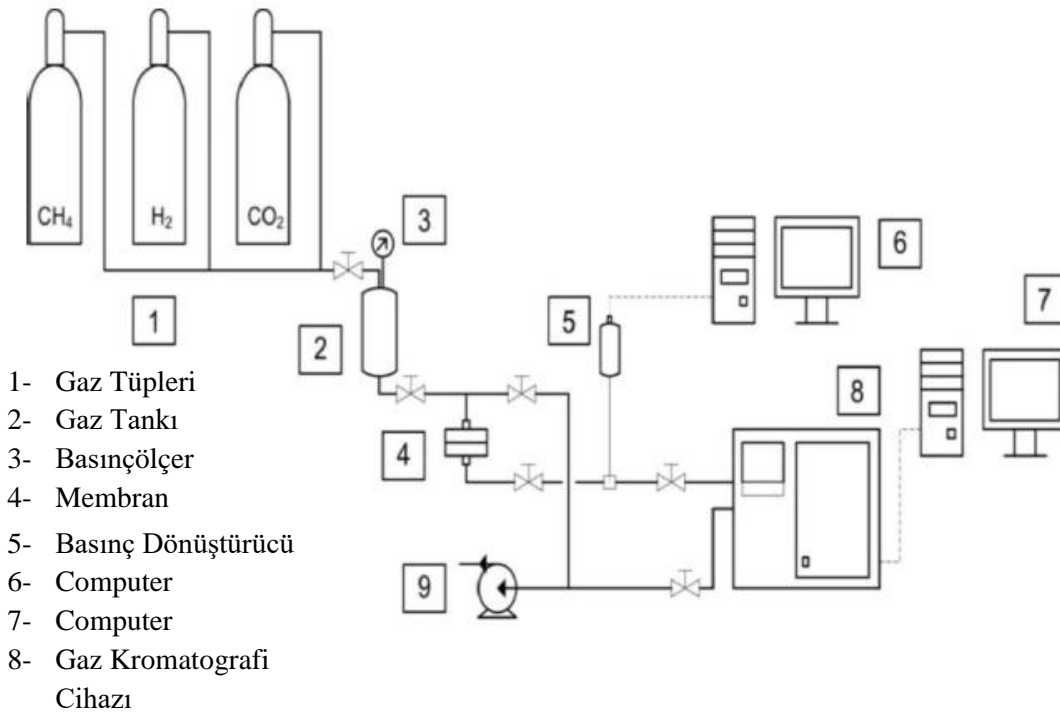 CH₄
H₂
CO₂
3
6
1
2
5
7
8
4
9
1- Gaz Tüpleri
2- Gaz Tankı
3- Basınçölçer
4- Membran
5- Basınç Dönüştürücü
6- Computer
7- Computer
8- Gaz Kromatografi
Cihazı